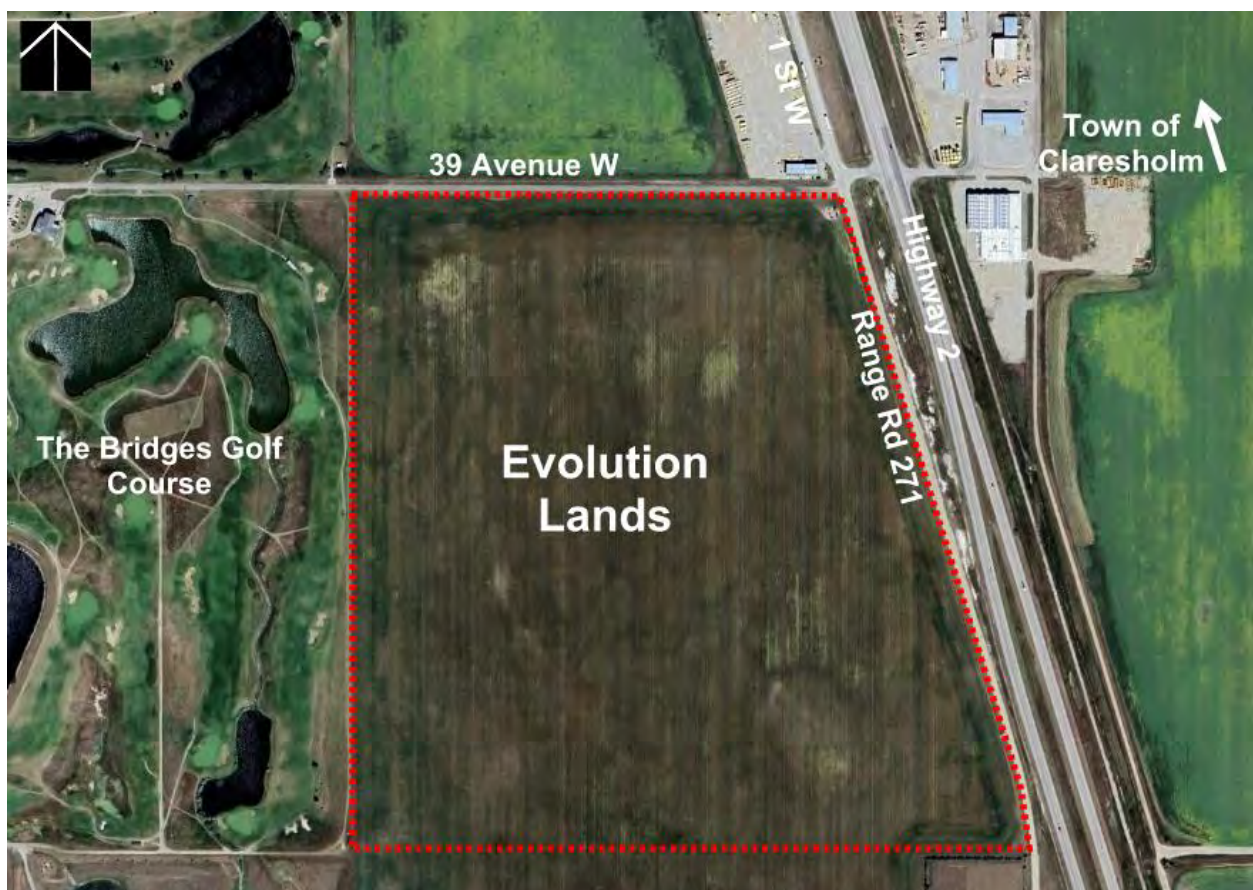 1 St W
39 Avenue W
Town of
Claresholm
Highway 2
Range Rd 271
The Bridges Golf
Course
Evolution
Lands